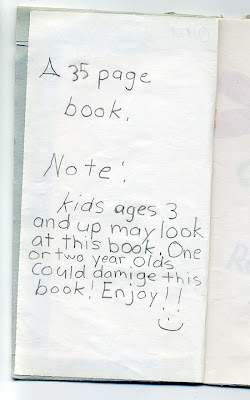 A 35 page
book.
Note:
Kids ages 3
and up may look
at this book. One
or two year olds
could damige this
book! Enjoy!!